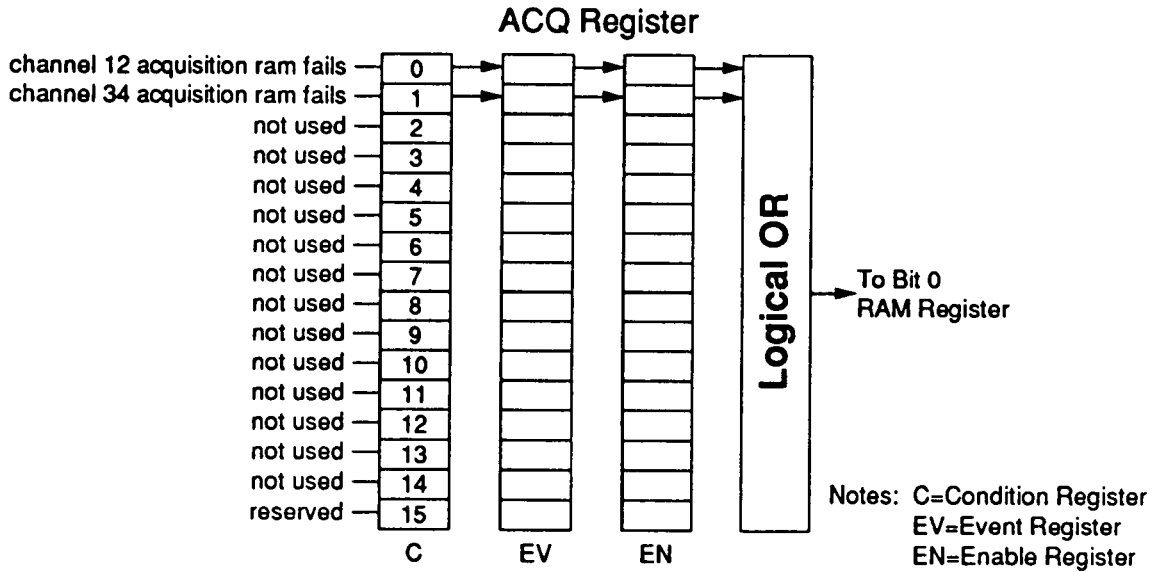 ACQ Register
channel 12 acquisition ram fails 0
channel 34 acquisition ram fails 1
not used 2
not used 3
not used 4
not used 5
not used 6
not used 7
not used 8
not used 9
not used 10
not used 11
not used 12
not used 13
not used 14
reserved 15
C EV EN
Logical OR
To Bit 0
RAM Register
Notes: C=Condition Register
EV=Event Register
EN=Enable Register